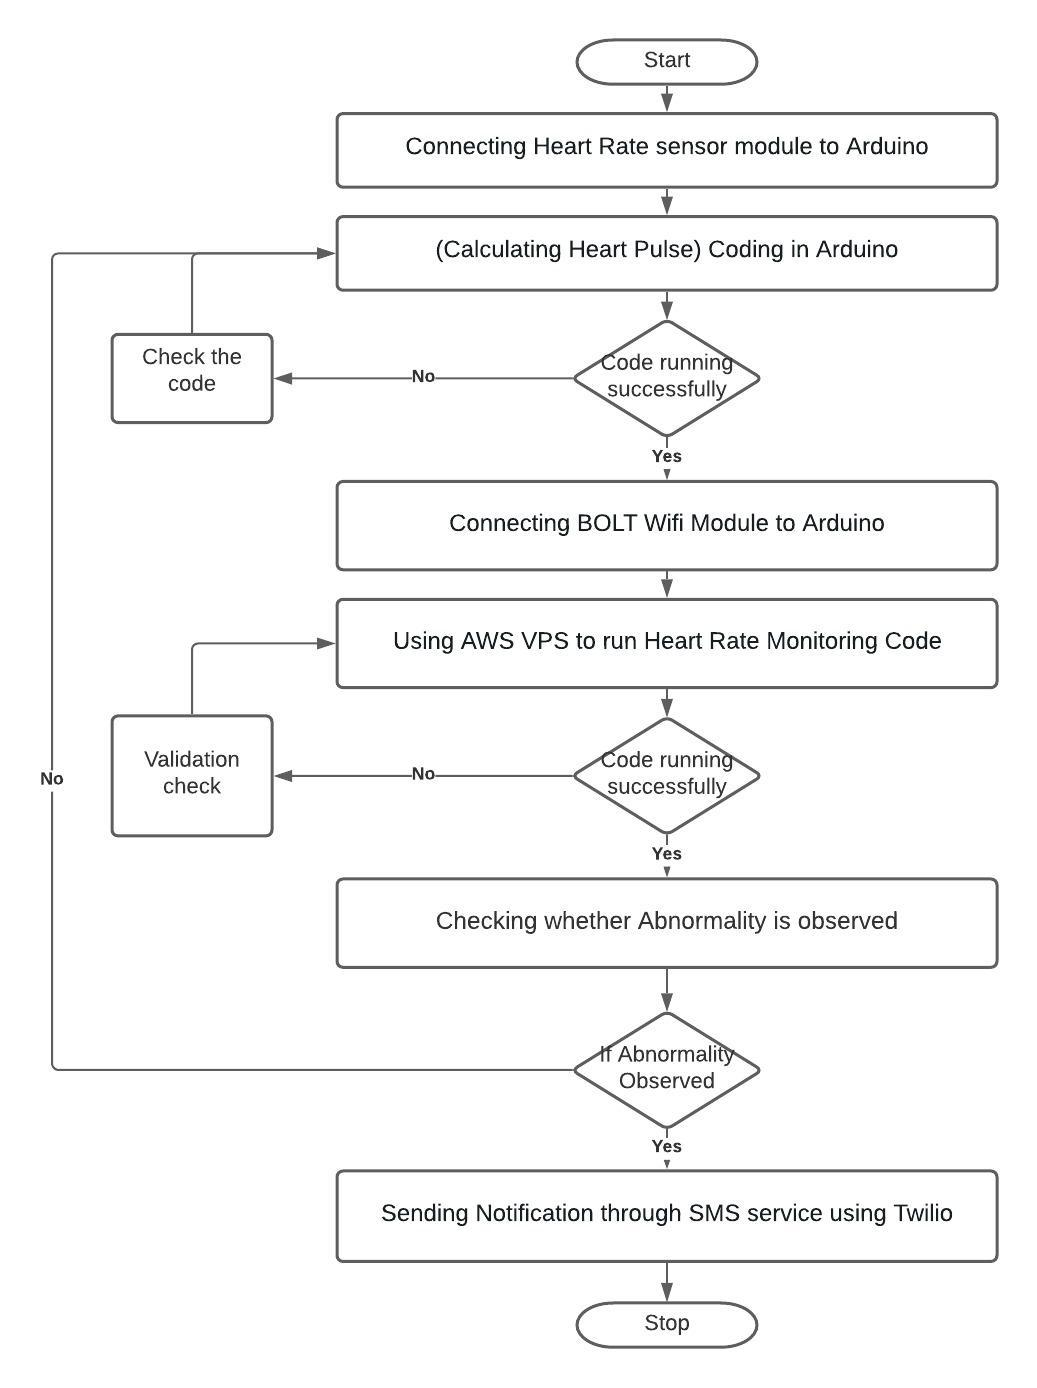 Start
Connecting Heart Rate sensor module to Arduino
(Calculating Heart Pulse) Coding in Arduino
Check the
code
No
Code running
successfully
Yes
Connecting BOLT Wifi Module to Arduino
Using AWS VPS to run Heart Rate Monitoring Code
No
Validation
check
No
Code running
successfully
Yes
Checking whether Abnormality is observed
If Abnormality
Observed
Yes
Sending Notification through SMS service using Twilio
Stop